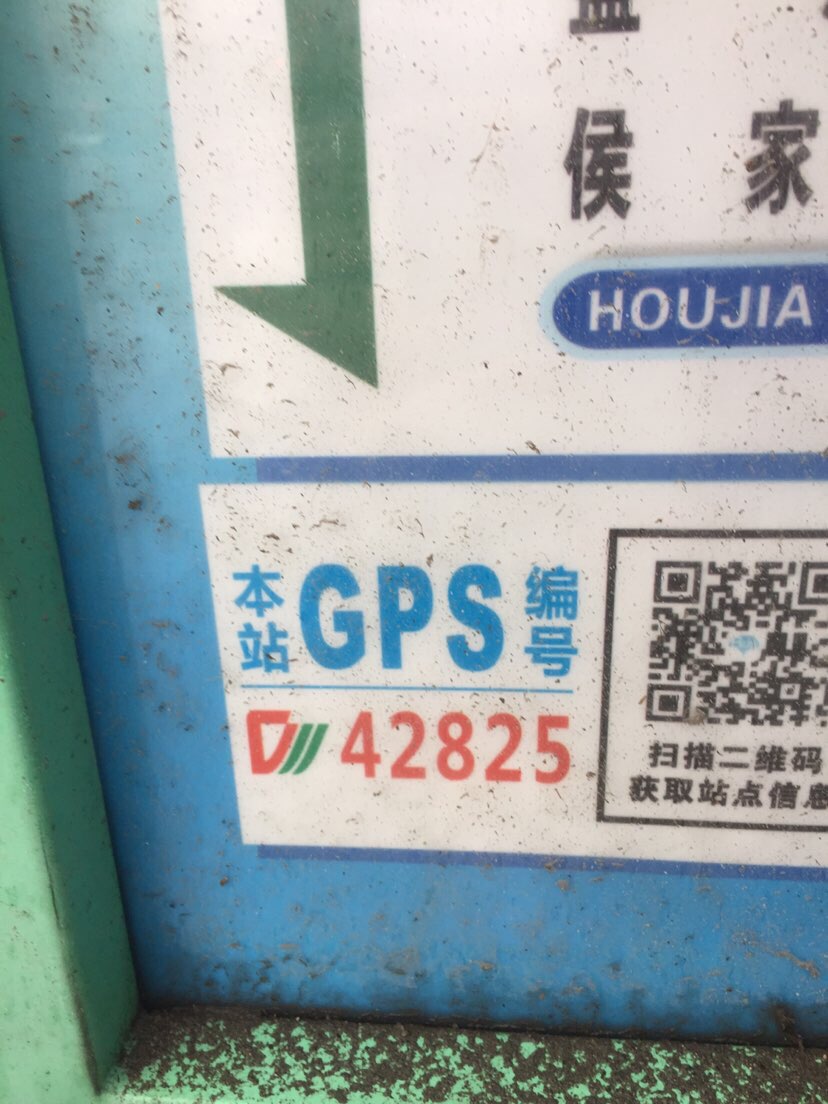 侯家
HOUJIA
本站GPS编号
42825
扫描二维码
获取站点信息